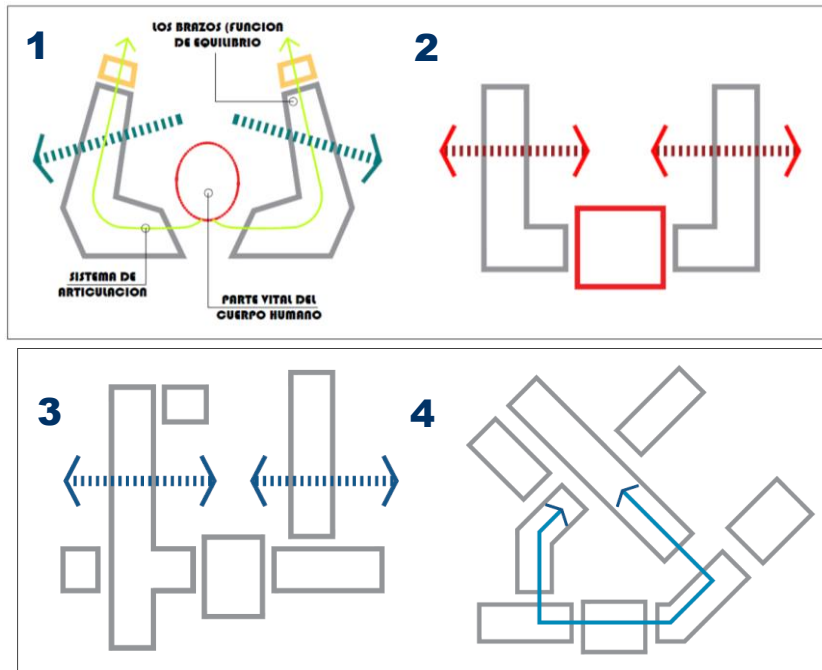 1
LOS BRAZOS (FUNCION
DE EQUILIBRIO
2
SISTEMA DE
ARTICULACION
PARTE VITAL DEL
CUERPO HUMANO
3
4